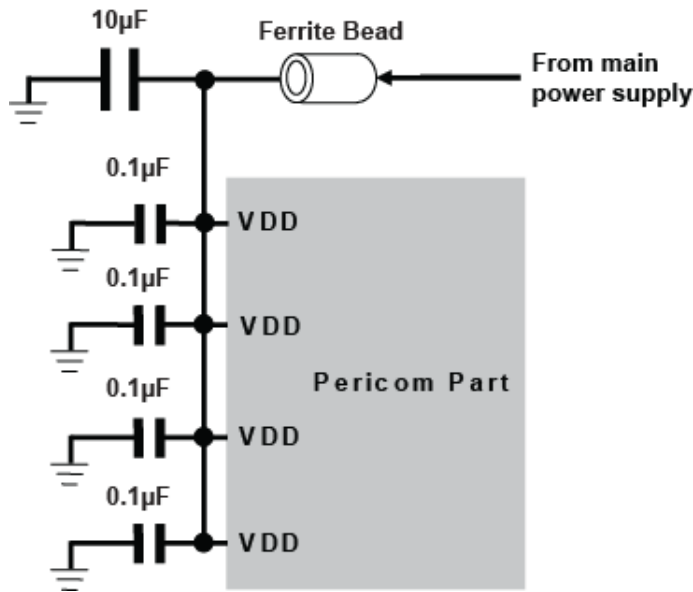 10µF
Ferrite Bead
From main
power supply
0.1µF
VDD
0.1µF
VDD
Pericom Part
0.1µF
VDD
0.1µF
VDD